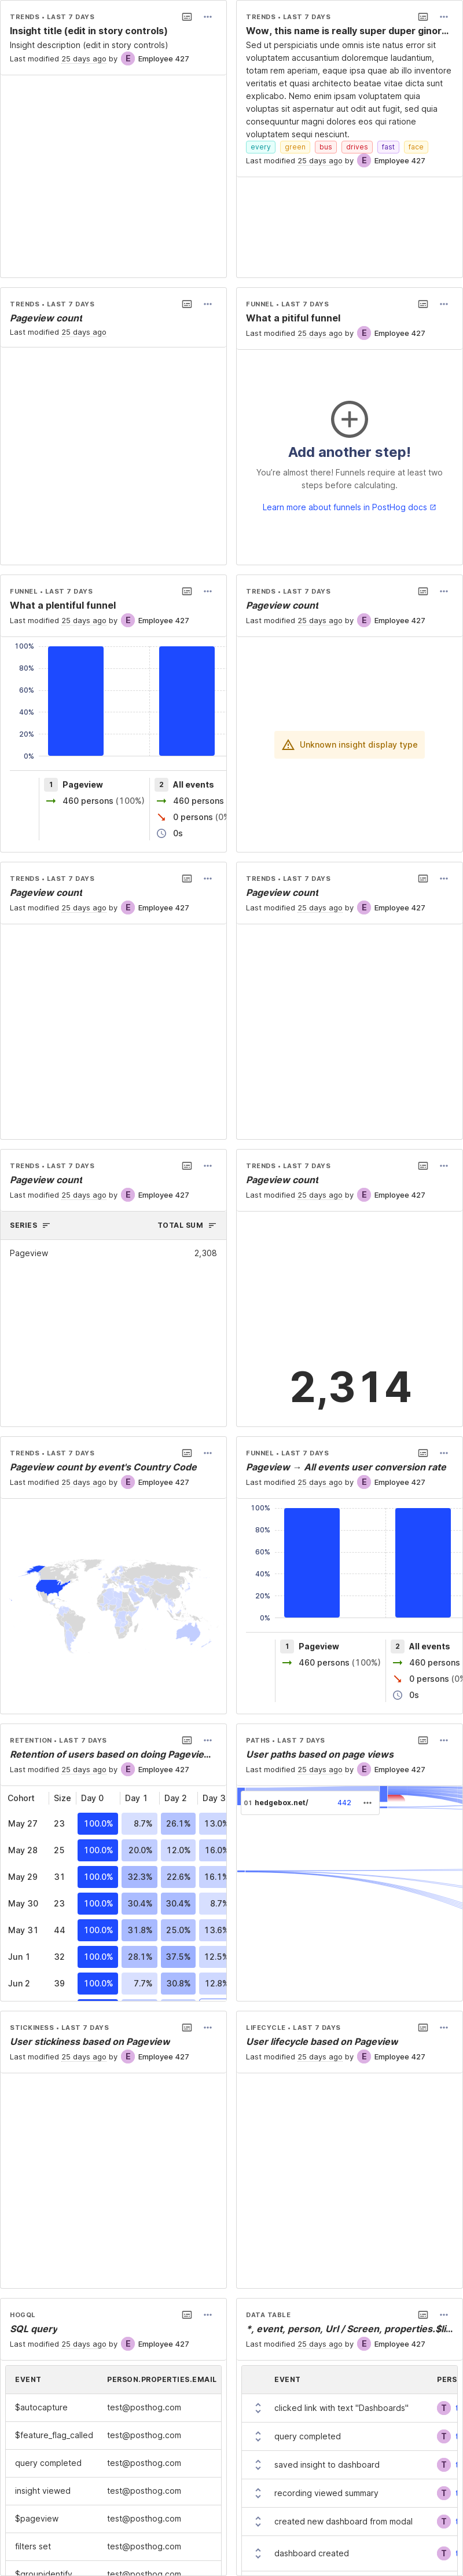 TRENDS • LAST 7 DAYS
Insight title (edit in story controls)
Insight description (edit in story controls)
Last modified 25 days ago by E Employee 427
TRENDS • LAST 7 DAYS
Wow, this name is really super duper ginor...
Sed ut perspiciatis unde omnis iste natus error sit
voluptatem accusantium doloremque laudantium,
totam rem aperiam, eaque ipsa quae ab illo inventore
veritatis et quasi architecto beatae vitae dicta sunt
explicabo. Nemo enim ipsam voluptatem quia
voluptas sit aspernatur aut odit aut fugit, sed quia
consequuntur magni dolores eos qui ratione
voluptatem sequi nesciunt.
every green bus drives fast face
Last modified 25 days ago by E Employee 427
TRENDS • LAST 7 DAYS
Pageview count
Last modified 25 days ago
FUNNEL • LAST 7 DAYS
What a pitiful funnel
Last modified 25 days ago by E Employee 427
Add another step!
You're almost there! Funnels require at least two
steps before calculating.
Learn more about funnels in PostHog docs
FUNNEL • LAST 7 DAYS
What a plentiful funnel
Last modified 25 days ago by E Employee 427
100%
80%
60%
40%
20%
0%
1 Pageview
460 persons (100%)
2 All events
460 persons
0 persons (0%
0s
TRENDS • LAST 7 DAYS
Pageview count
Last modified 25 days ago by E Employee 427
Unknown insight display type
TRENDS • LAST 7 DAYS
Pageview count
Last modified 25 days ago by E Employee 427
TRENDS • LAST 7 DAYS
Pageview count
Last modified 25 days ago by E Employee 427
TRENDS • LAST 7 DAYS
Pageview count
Last modified 25 days ago by E Employee 427
SERIES TOTAL SUM
Pageview 2,308
TRENDS • LAST 7 DAYS
Pageview count
Last modified 25 days ago by E Employee 427
2,314
TRENDS • LAST 7 DAYS
Pageview count by event's Country Code
Last modified 25 days ago by E Employee 427
FUNNEL • LAST 7 DAYS
Pageview → All events user conversion rate
Last modified 25 days ago by E Employee 427
100%
80%
60%
40%
20%
0%
1 Pageview
460 persons (100%)
2 All events
460 persons
0 persons (0%
0s
RETENTION • LAST 7 DAYS
Retention of users based on doing Pagevie...
Last modified 25 days ago by E Employee 427
Cohort Size Day 0 Day 1 Day 2 Day 3
May 27 23 100.0% 8.7% 26.1% 13.0%
May 28 25 100.0% 20.0% 12.0% 16.0%
May 29 31 100.0% 32.3% 22.6% 16.1%
May 30 23 100.0% 30.4% 30.4% 8.7%
May 31 44 100.0% 31.8% 25.0% 13.6%
Jun 1 32 100.0% 28.1% 37.5% 12.5%
Jun 2 39 100.0% 7.7% 30.8% 12.8%
PATHS • LAST 7 DAYS
User paths based on page views
Last modified 25 days ago by E Employee 427
01 hedgebox.net/ 442
STICKINESS • LAST 7 DAYS
User stickiness based on Pageview
Last modified 25 days ago by E Employee 427
LIFECYCLE • LAST 7 DAYS
User lifecycle based on Pageview
Last modified 25 days ago by E Employee 427
HOGQL
SQL query
Last modified 25 days ago by E Employee 427
EVENT PERSON.PROPERTIES.EMAIL
$autocapture test@posthog.com
$feature_flag_called test@posthog.com
query completed test@posthog.com
insight viewed test@posthog.com
$pageview test@posthog.com
filters set test@posthog.com
$groupidentify test@posthog.com
DATA TABLE
*, event, person, Url / Screen, properties.$li...
Last modified 25 days ago by E Employee 427
EVENT PERS
clicked link with text "Dashboards" T
query completed T
saved insight to dashboard T
recording viewed summary T
created new dashboard from modal T
dashboard created T